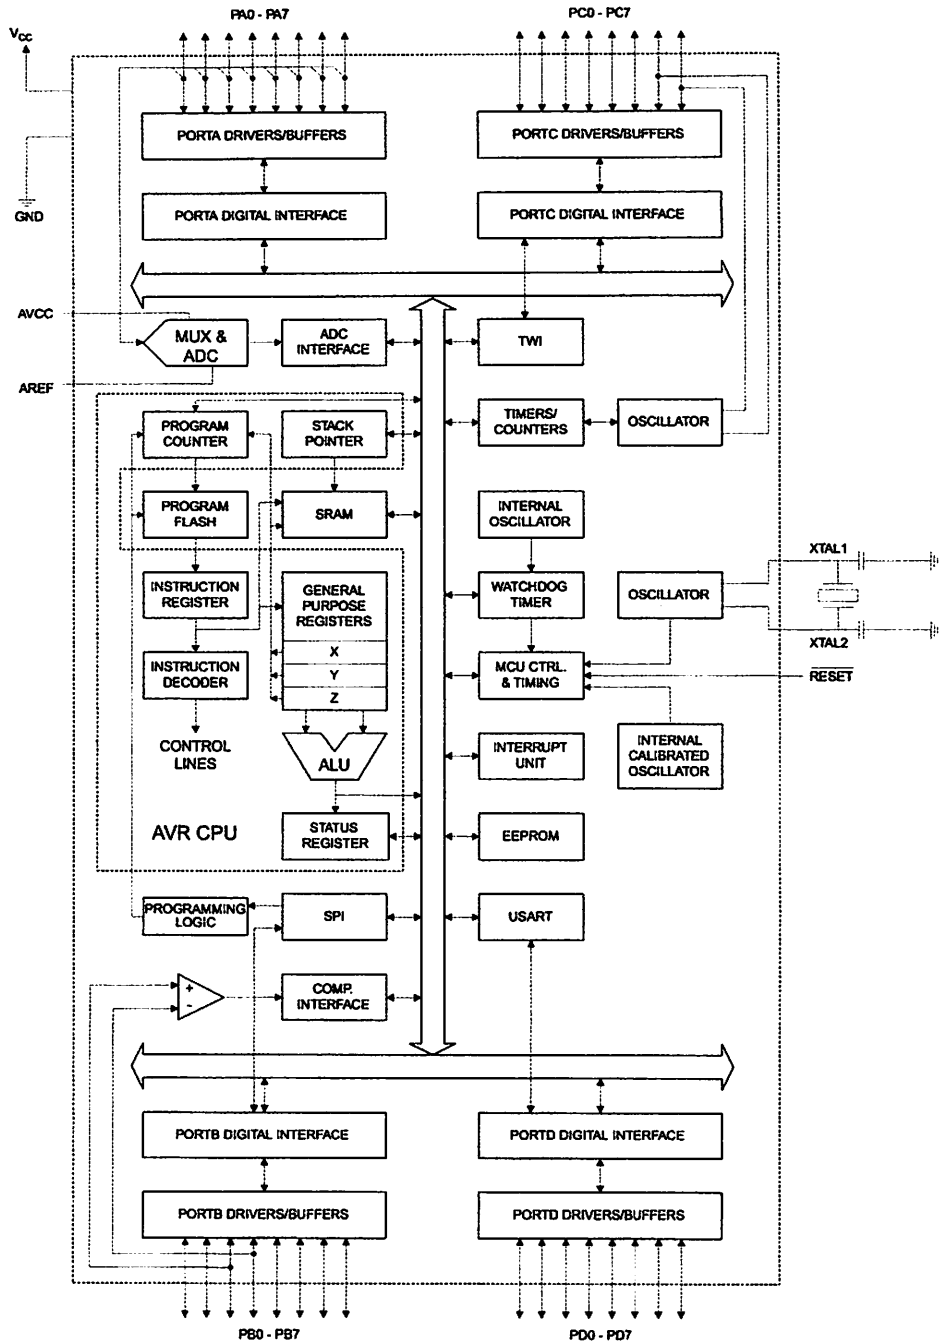 PA0 - PA7
PC0 - PC7
VCC
PORTA DRIVERS/BUFFERS
PORTC DRIVERS/BUFFERS
GND
PORTA DIGITAL INTERFACE
PORTC DIGITAL INTERFACE
AVCC
MUX &
ADC
ADC
INTERFACE
TWI
AREF
PROGRAM
COUNTER
STACK
POINTER
TIMERS/
COUNTERS
OSCILLATOR
PROGRAM
FLASH
SRAM
INTERNAL
OSCILLATOR
XTAL1
INSTRUCTION
REGISTER
GENERAL
PURPOSE
REGISTERS
WATCHDOG
TIMER
OSCILLATOR
XTAL2
INSTRUCTION
DECODER
X
Y
Z
MCU CTRL.
& TIMING
RESET
CONTROL
LINES
ALU
INTERRUPT
UNIT
INTERNAL
CALIBRATED
OSCILLATOR
AVR CPU
STATUS
REGISTER
EEPROM
PROGRAMMING
LOGIC
SPI
USART
+
-
COMP.
INTERFACE
PORTB DIGITAL INTERFACE
PORTD DIGITAL INTERFACE
PORTB DRIVERS/BUFFERS
PORTD DRIVERS/BUFFERS
PB0 - PB7
PD0 - PD7